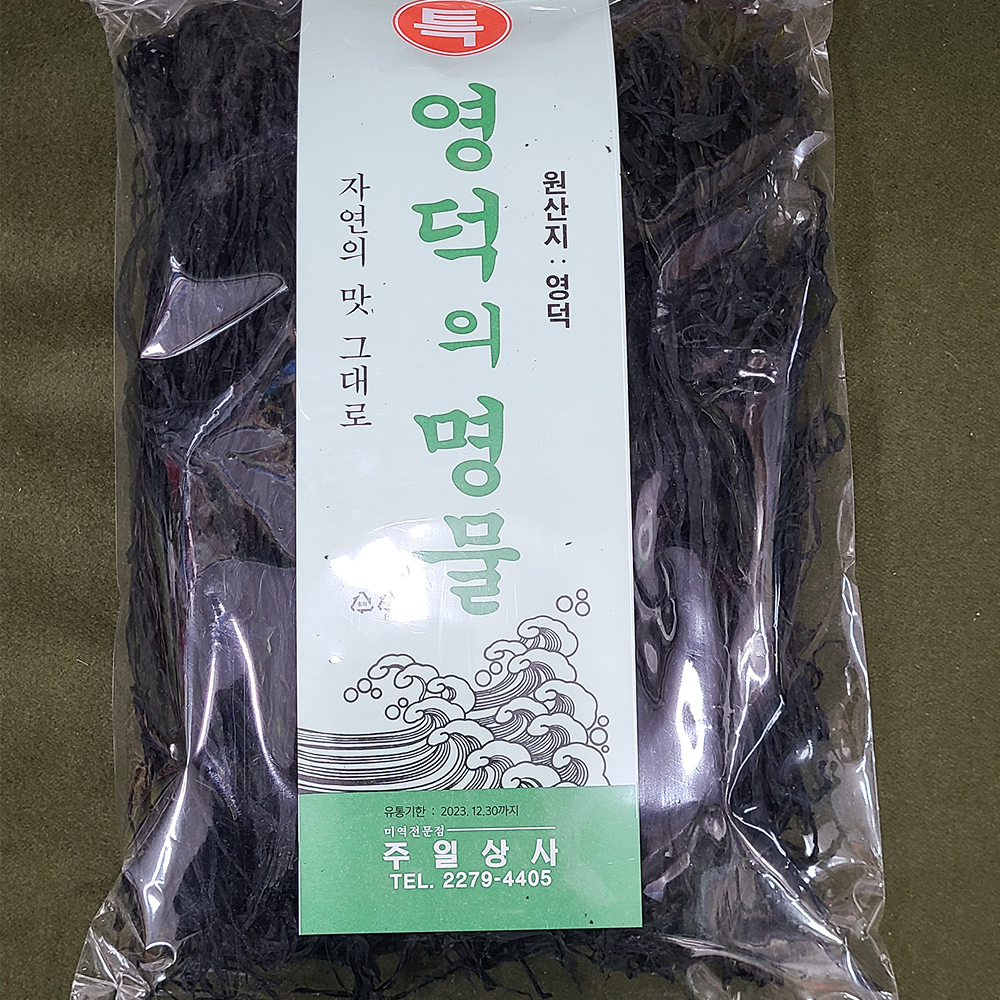 특
영덕의 명물
원산지 : 영덕
자연의 맛 그대로
유통기한 : 2023.12.30까지
미역전문점
주일상사
TEL. 2279-4405